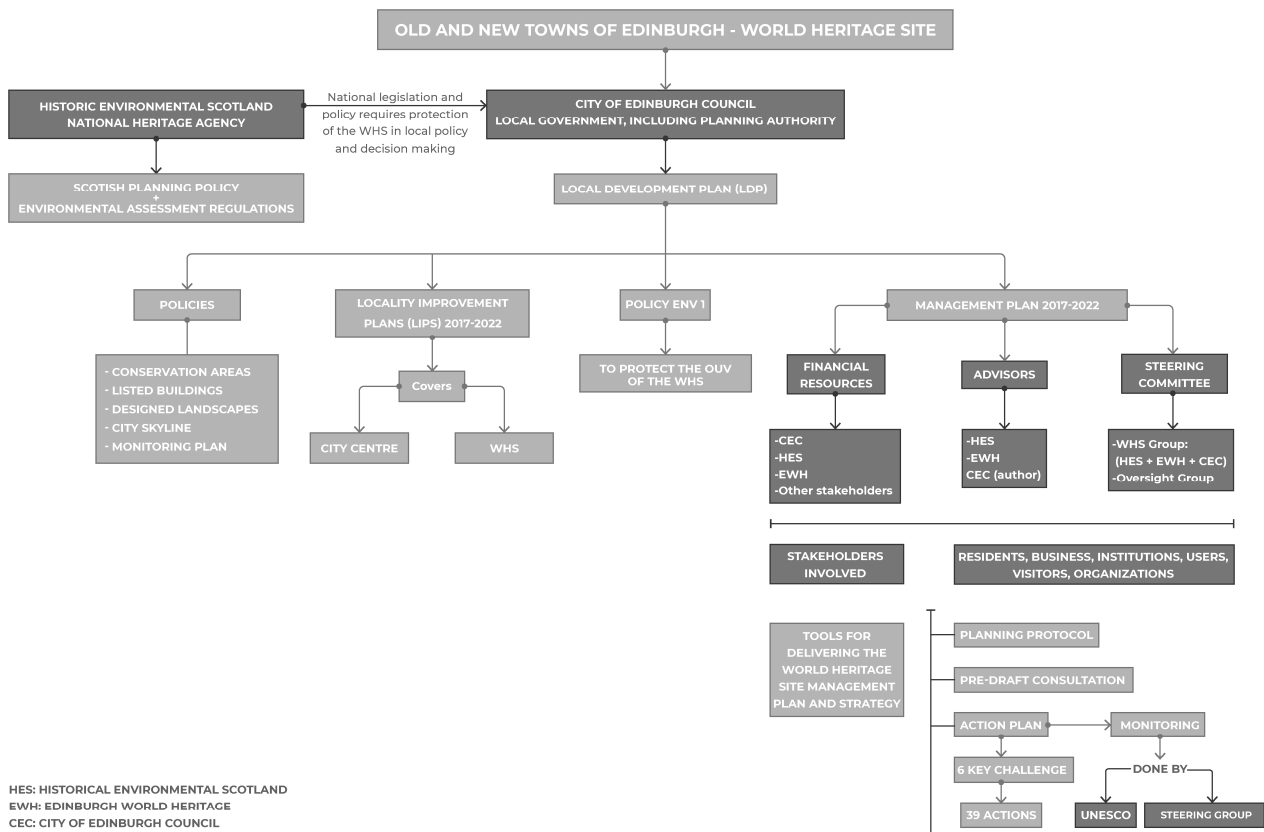 OLD AND NEW TOWNS OF EDINBURGH - WORLD HERITAGE SITE
HISTORIC ENVIRONMENTAL SCOTLAND
NATIONAL HERITAGE AGENCY
National legislation and
policy requires protection
of the WHS in local policy
and decision making
CITY OF EDINBURGH COUNCIL
LOCAL GOVERNMENT, INCLUDING PLANNING AUTHORITY
SCOTISH PLANNING POLICY
+
ENVIRONMENTAL ASSESSMENT REGULATIONS
LOCAL DEVELOPMENT PLAN (LDP)
POLICIES
- CONSERVATION AREAS
- LISTED BUILDINGS
- DESIGNED LANDSCAPES
- CITY SKYLINE
- MONITORING PLAN
LOCALITY IMPROVEMENT
PLANS (LIPS) 2017-2022
Covers
CITY CENTRE
WHS
POLICY ENV 1
TO PROTECT THE OUV
OF THE WHS
MANAGEMENT PLAN 2017-2022
FINANCIAL
RESOURCES
-CEC
-HES
-EWH
-Other stakeholders
ADVISORS
-HES
-EWH
CEC (author)
STEERING
COMMITTEE
-WHS Group:
(HES + EWH + CEC)
-Oversight Group
STAKEHOLDERS
INVOLVED
RESIDENTS, BUSINESS, INSTITUTIONS, USERS,
VISITORS, ORGANIZATIONS
TOOLS FOR
DELIVERING THE
WORLD HERITAGE
SITE MANAGEMENT
PLAN AND STRATEGY
PLANNING PROTOCOL
PRE-DRAFT CONSULTATION
ACTION PLAN
MONITORING
6 KEY CHALLENGE
39 ACTIONS
DONE BY
UNESCO
STEERING GROUP
HES: HISTORICAL ENVIRONMENTAL SCOTLAND
EWH: EDINBURGH WORLD HERITAGE
CEC: CITY OF EDINBURGH COUNCIL